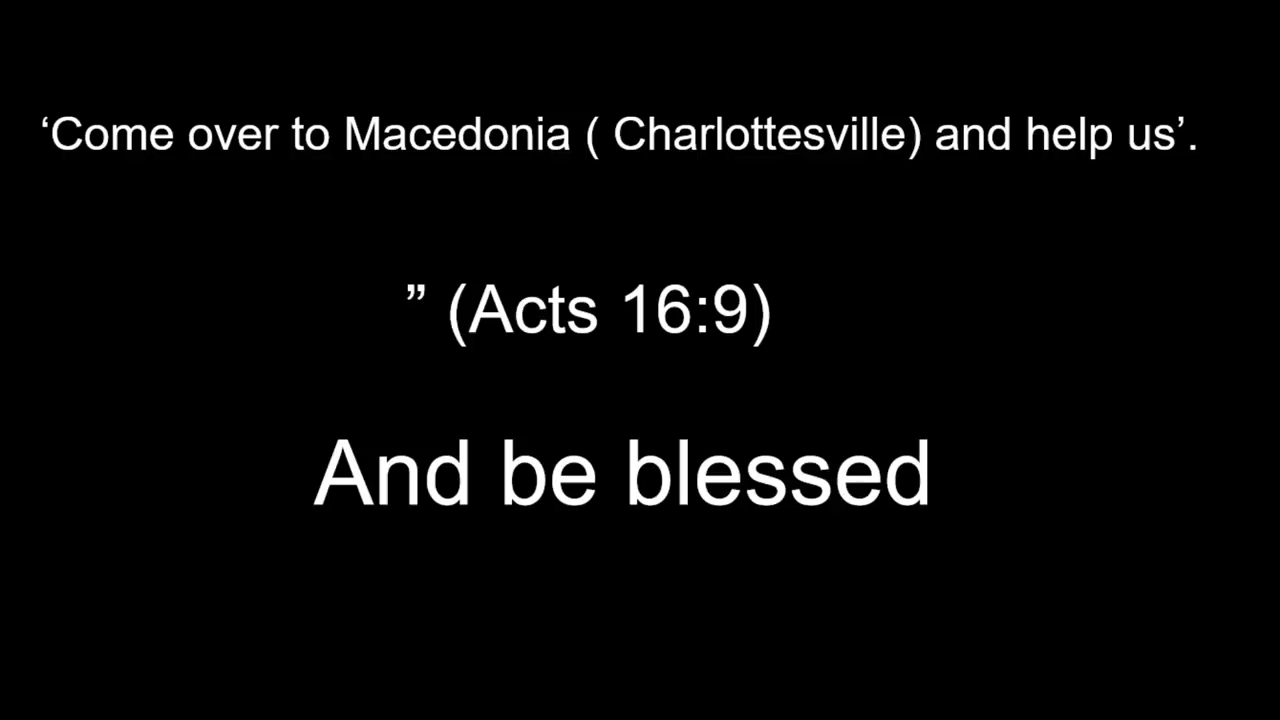 ‘Come over to Macedonia ( Charlottesville) and help us’.
” (Acts 16:9)
And be blessed